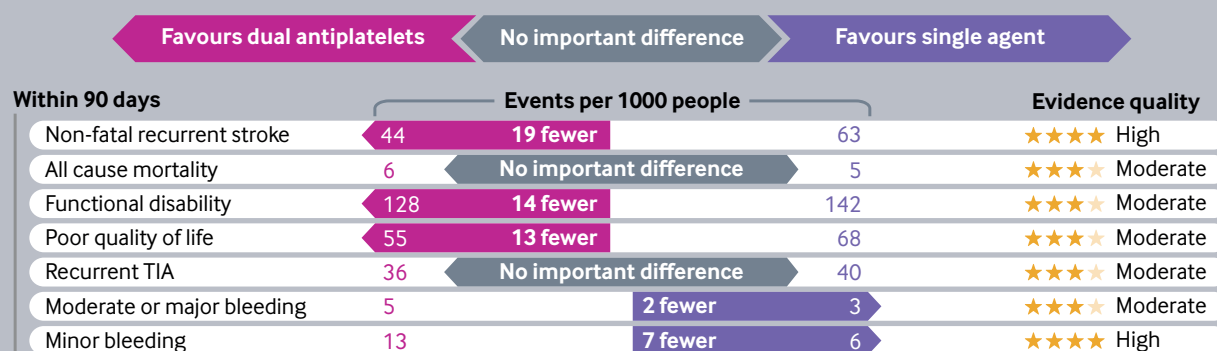 Favours dual antiplatelets No important difference Favours single agent
Within 90 days Events per 1000 people Evidence quality
Non-fatal recurrent stroke 44 19 fewer 63 High
All cause mortality 6 No important difference 5 Moderate
Functional disability 128 14 fewer 142 Moderate
Poor quality of life 55 13 fewer 68 Moderate
Recurrent TIA 36 No important difference 40 Moderate
Moderate or major bleeding 5 2 fewer 3 Moderate
Minor bleeding 13 7 fewer 6 High